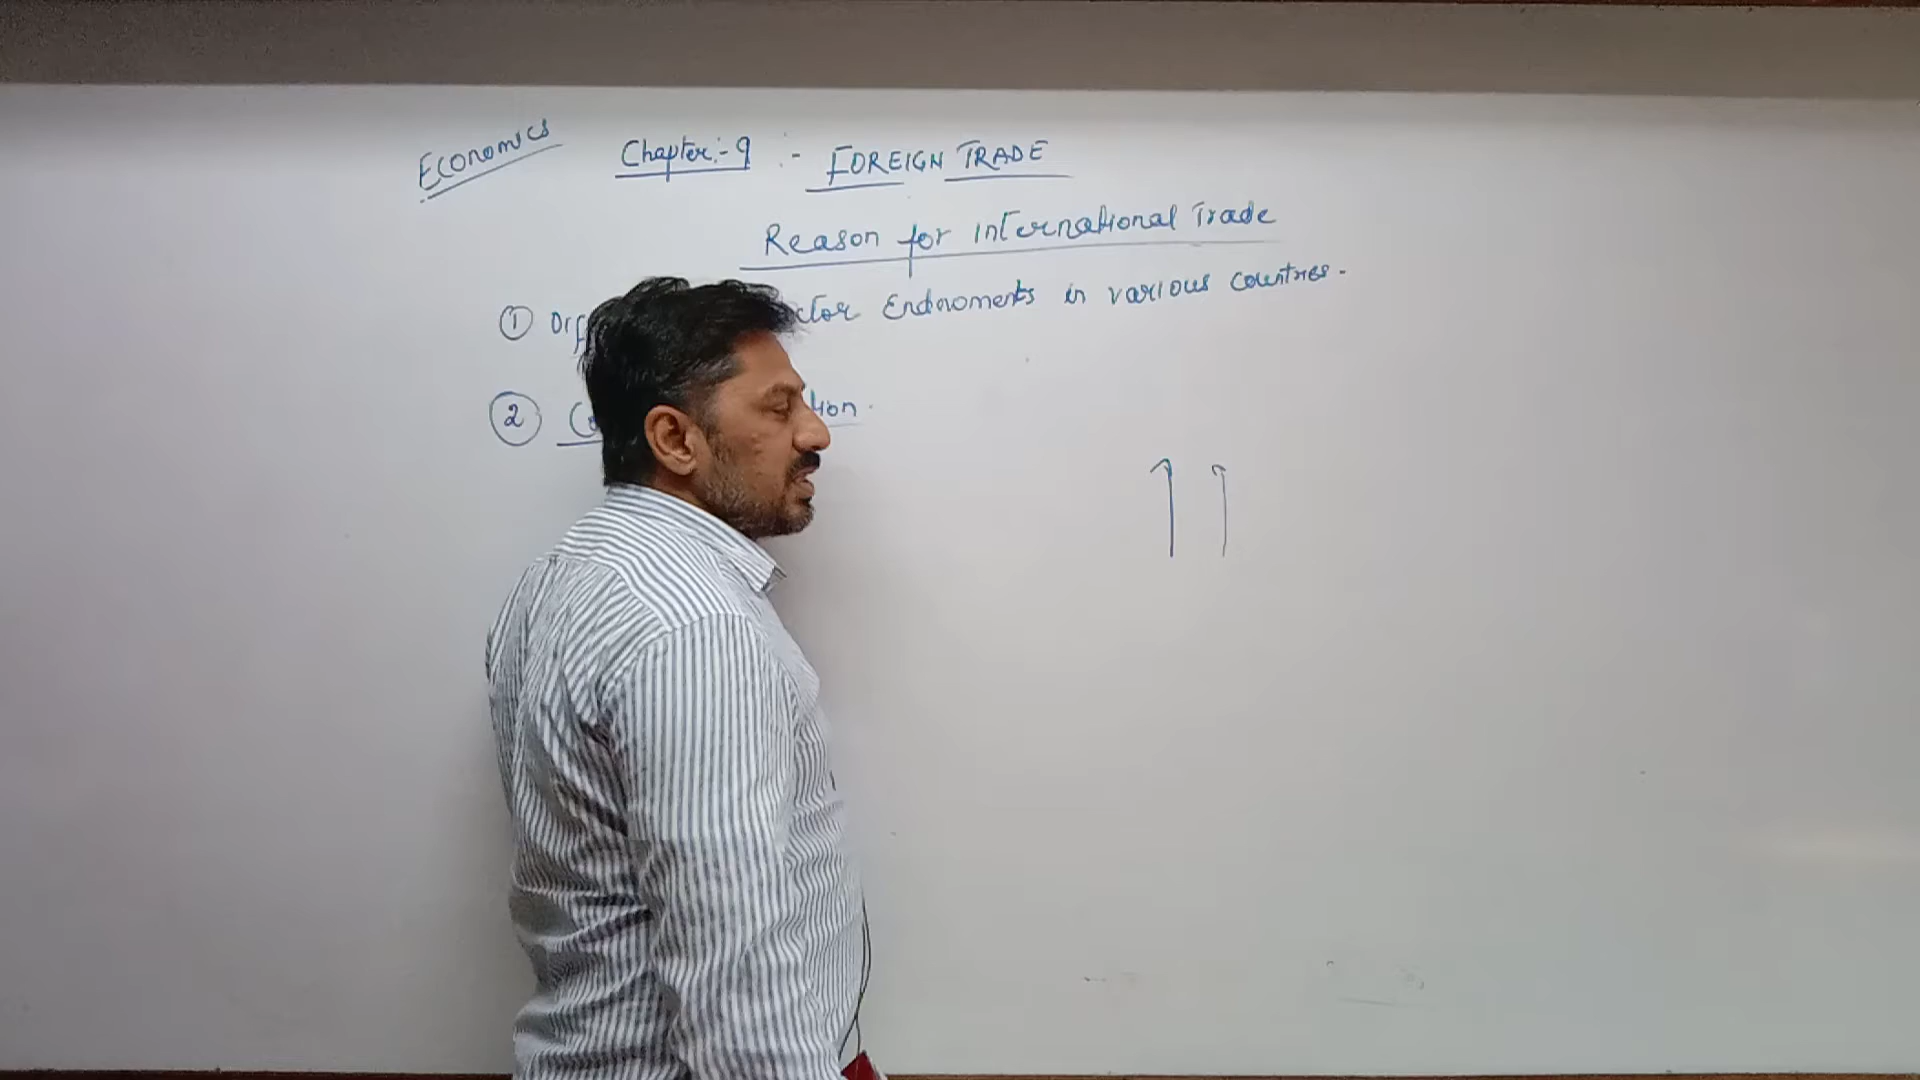 Economics
Chapter:-9 :- FOREIGN TRADE
Reason for International Trade
① Endowments in various countries.
②